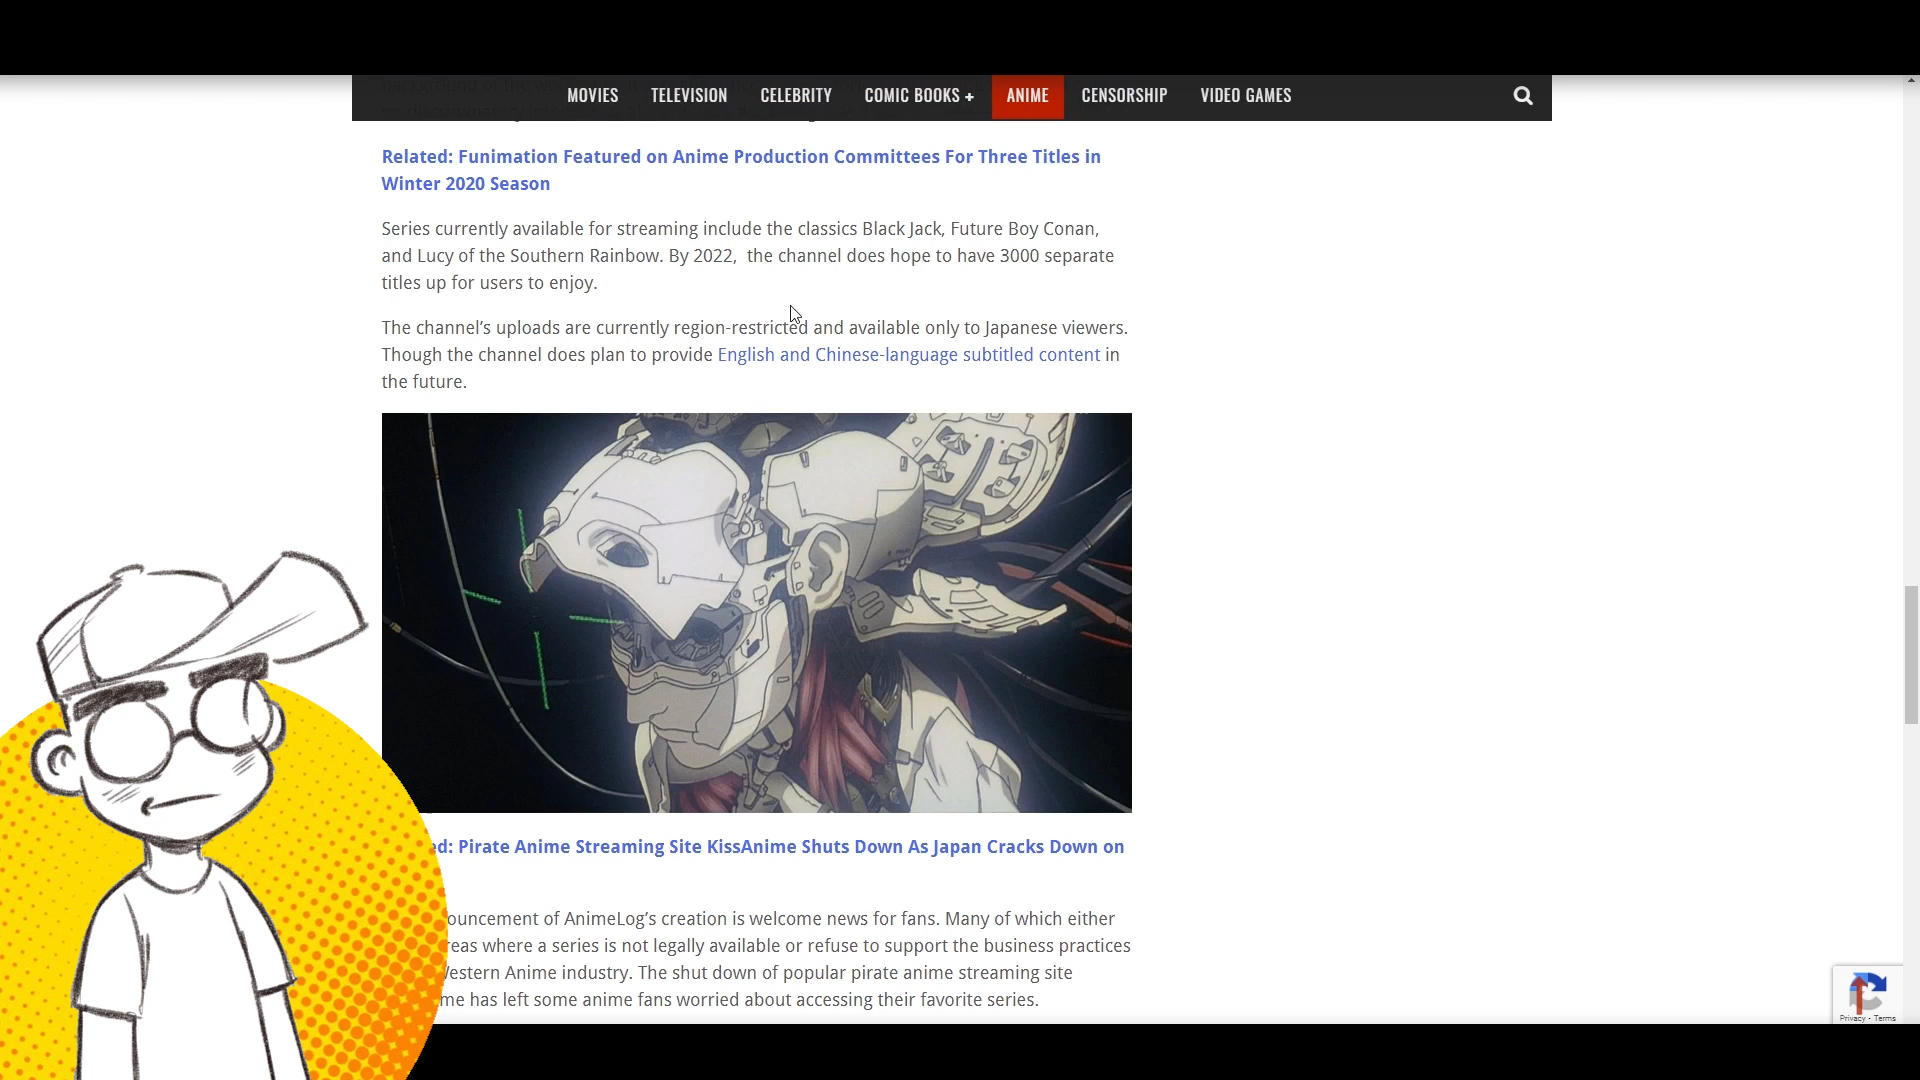 MOVIES TELEVISION CELEBRITY COMIC BOOKS + ANIME CENSORSHIP VIDEO GAMES
Related: Funimation Featured on Anime Production Committees For Three Titles in
Winter 2020 Season
Series currently available for streaming include the classics Black Jack, Future Boy Conan,
and Lucy of the Southern Rainbow. By 2022, the channel does hope to have 3000 separate
titles up for users to enjoy.
The channel's uploads are currently region-restricted and available only to Japanese viewers.
Though the channel does plan to provide English and Chinese-language subtitled content in
the future.
ed: Pirate Anime Streaming Site KissAnime Shuts Down As Japan Cracks Down on
ouncement of AnimeLog's creation is welcome news for fans. Many of which either
reas where a series is not legally available or refuse to support the business practices
Western Anime industry. The shut down of popular pirate anime streaming site
me has left some anime fans worried about accessing their favorite series.
Privacy - Terms